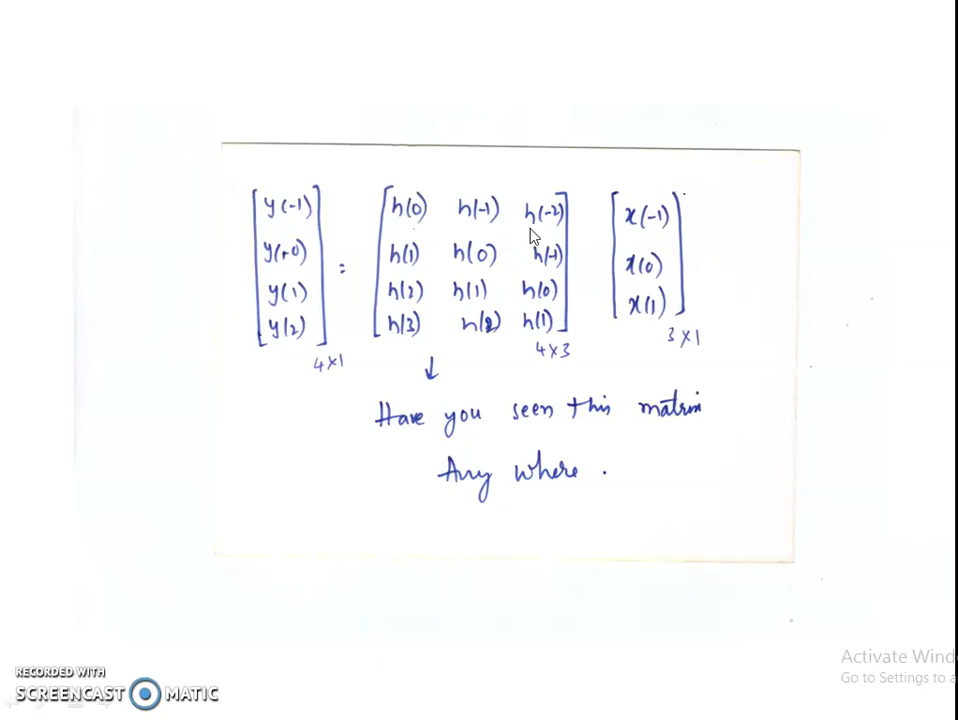 [y(-1) y(+0) y(1) y(2)] 4x1 = [h(0) h(-1) h(-2)
h(1) h(0) h(-1)
h(2) h(1) h(0)
h(3) h(2) h(1)] 4x3 [x(-1) x(0) x(1)] 3x1
↓
Have you seen this matrix
Any where .
Activate Wind
Go to Settings to a
RECORDED WITH
SCREENCAST MATIC